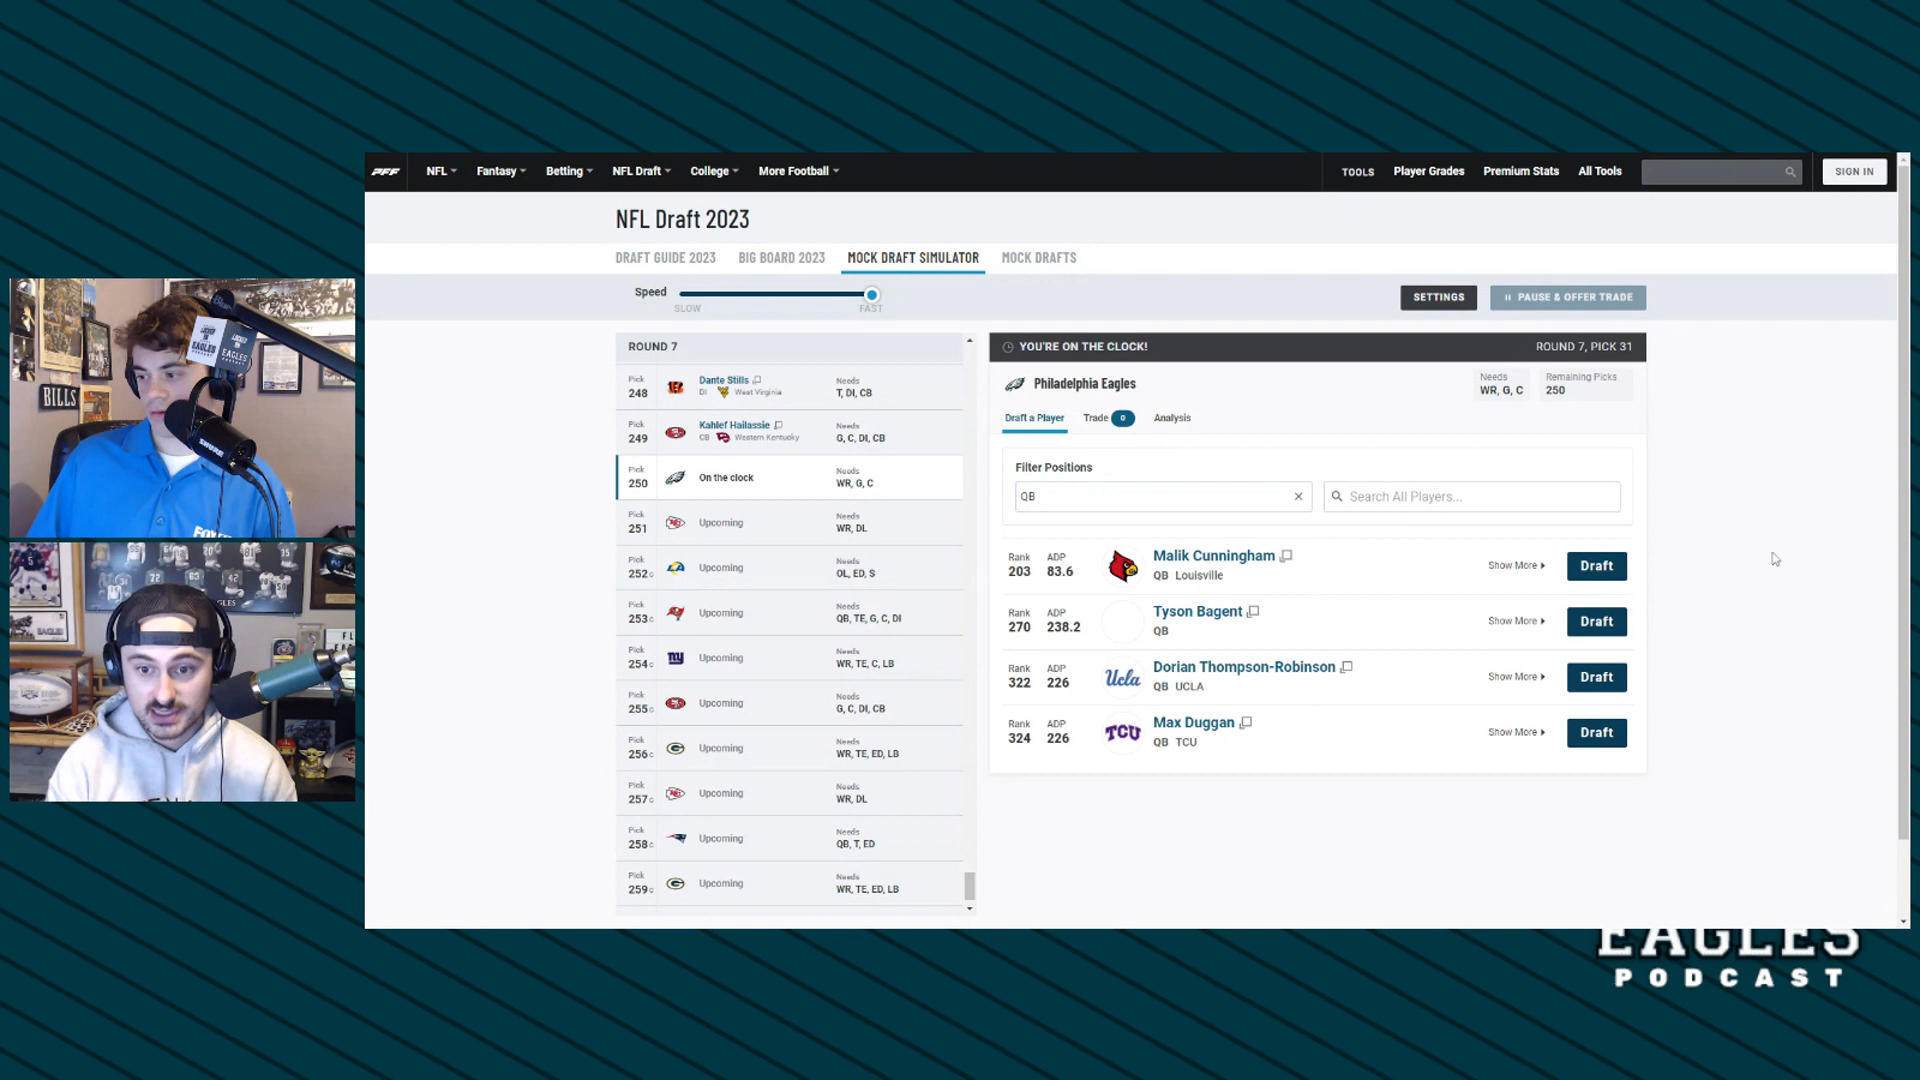 PFF
NFL
Fantasy
Betting
NFL Draft
College
More Football
TOOLS
Player Grades
Premium Stats
All Tools
SIGN IN
NFL Draft 2023
DRAFT GUIDE 2023
BIG BOARD 2023
MOCK DRAFT SIMULATOR
MOCK DRAFTS
Speed
SLOW
FAST
SETTINGS
PAUSE & OFFER TRADE
ROUND 7
Pick
248
Dante Stills
DI West Virginia
Needs
T, DI, CB
Pick
249
Kahlef Hailassie
CB Western Kentucky
Needs
G, C, DI, CB
Pick
250
On the clock
Needs
WR, G, C
Pick
251
Upcoming
Needs
WR, DL
Pick
252 c
Upcoming
Needs
OL, ED, S
Pick
253 c
Upcoming
Needs
QB, TE, G, C, DI
Pick
254 c
Upcoming
Needs
WR, TE, C, LB
Pick
255 c
Upcoming
Needs
G, C, DI, CB
Pick
256 c
Upcoming
Needs
WR, TE, ED, LB
Pick
257 c
Upcoming
Needs
WR, DL
Pick
258 c
Upcoming
Needs
QB, T, ED
Pick
259 c
Upcoming
Needs
WR, TE, ED, LB
YOU'RE ON THE CLOCK!
ROUND 7, PICK 31
Philadelphia Eagles
Needs
WR, G, C
Remaining Picks
250
Draft a Player
Trade 0
Analysis
Filter Positions
QB
Search All Players...
Rank
203
ADP
83.6
Malik Cunningham
QB Louisville
Show More
Draft
Rank
270
ADP
238.2
Tyson Bagent
QB
Show More
Draft
Rank
322
ADP
226
Ucla
Dorian Thompson-Robinson
QB UCLA
Show More
Draft
Rank
324
ADP
226
TCU
Max Duggan
QB TCU
Show More
Draft
BILLS
LOCKED
EAGLES
SHURE
EAGLES
PODCAST